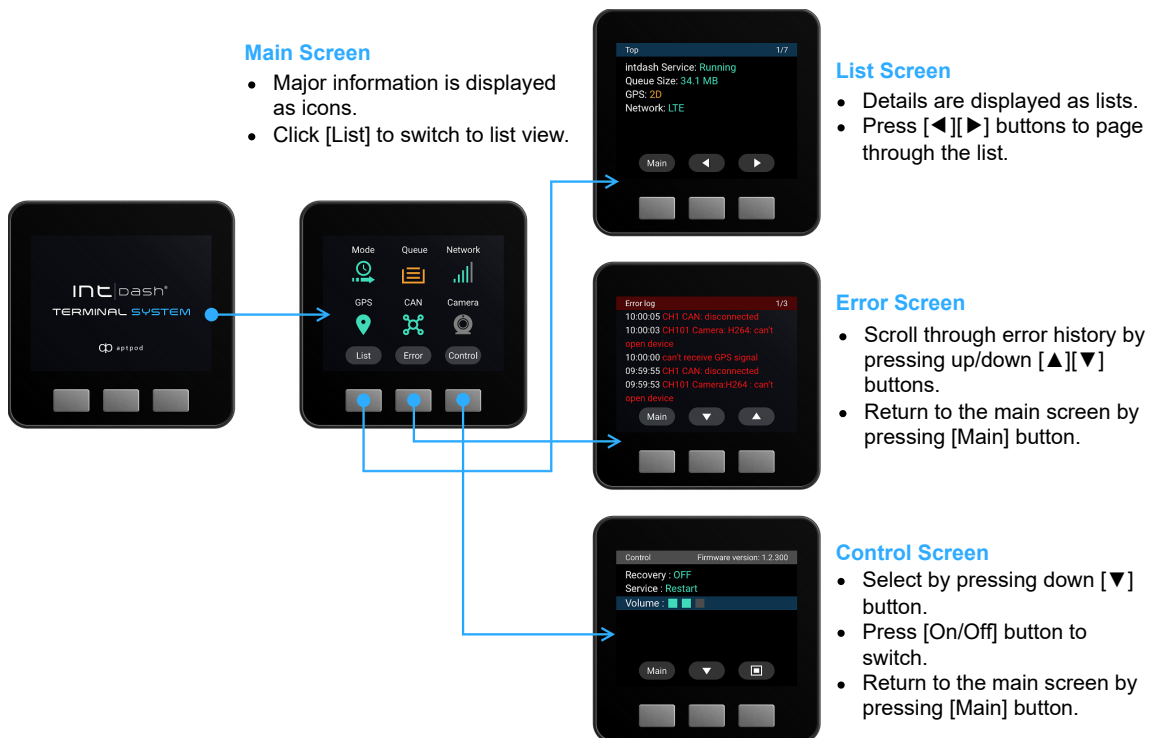 Main Screen
• Major information is displayed
as icons.
• Click [List] to switch to list view.
int|dash®
TERMINAL SYSTEM
aptpod
Mode Queue Network
GPS CAN Camera
List Error Control
Top 1/7
intdash Service: Running
Queue Size: 34.1 MB
GPS: 2D
Network: LTE
Main ◀ ▶
List Screen
• Details are displayed as lists.
• Press [◀][▶] buttons to page
through the list.
Error log 1/3
10:00:05 CH1 CAN: disconnected
10:00:03 CH101 Camera: H264: can't
open device
10:00:00 can't receive GPS signal
09:59:55 CH1 CAN: disconnected
09:59:53 CH101 Camera:H264 : can't
open device
Main ▼ ▲
Error Screen
• Scroll through error history by
pressing up/down [▲][▼]
buttons.
• Return to the main screen by
pressing [Main] button.
Control Firmware version: 1.2.300
Recovery : OFF
Service : Restart
Volume :
Main ▼
Control Screen
• Select by pressing down [▼]
button.
• Press [On/Off] button to
switch.
• Return to the main screen by
pressing [Main] button.